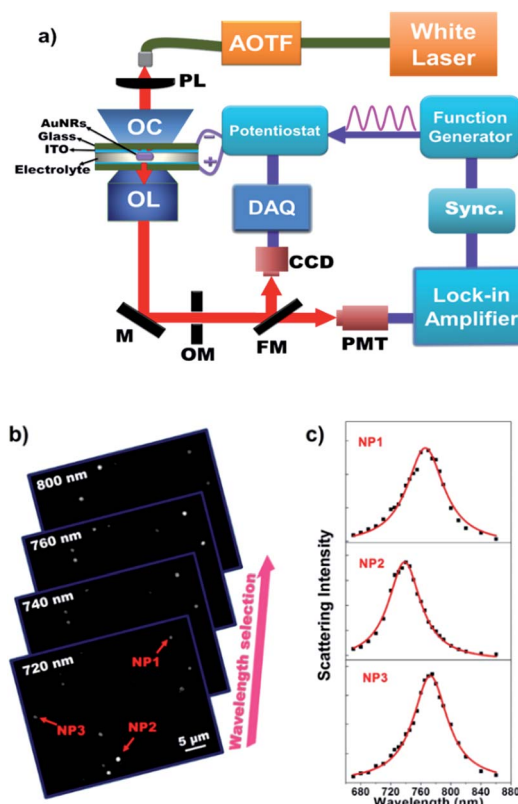 a)
AOTF
White
Laser
PL
AuNRs
Glass
ITO
Electrolyte
OC
OL
−
+
Potentiostat
Function
Generator
DAQ
Sync.
CCD
Lock-in
Amplifier
M
OM
FM
PMT
b)
800 nm
760 nm
740 nm
720 nm
NP1
NP3
NP2
5 µm
Wavelength selection
c)
NP1
NP2
NP3
Scattering Intensity
680 720 760 800 840 880
Wavelength (nm)